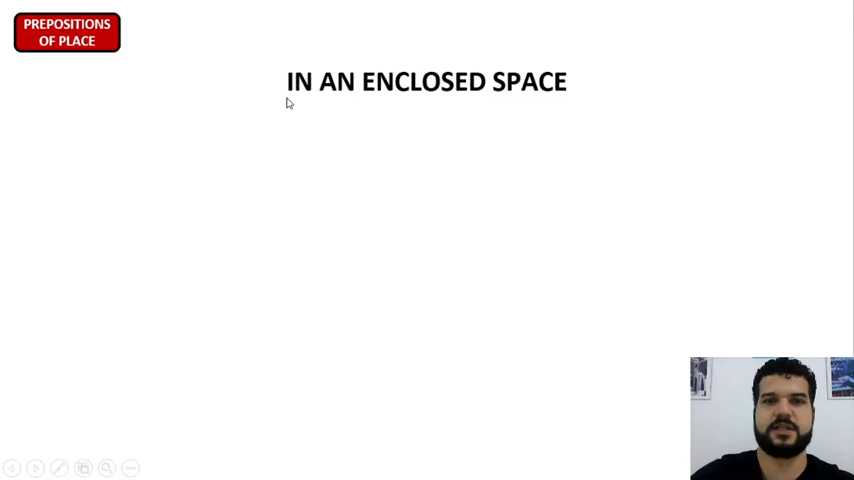 PREPOSITIONS
OF PLACE
IN AN ENCLOSED SPACE